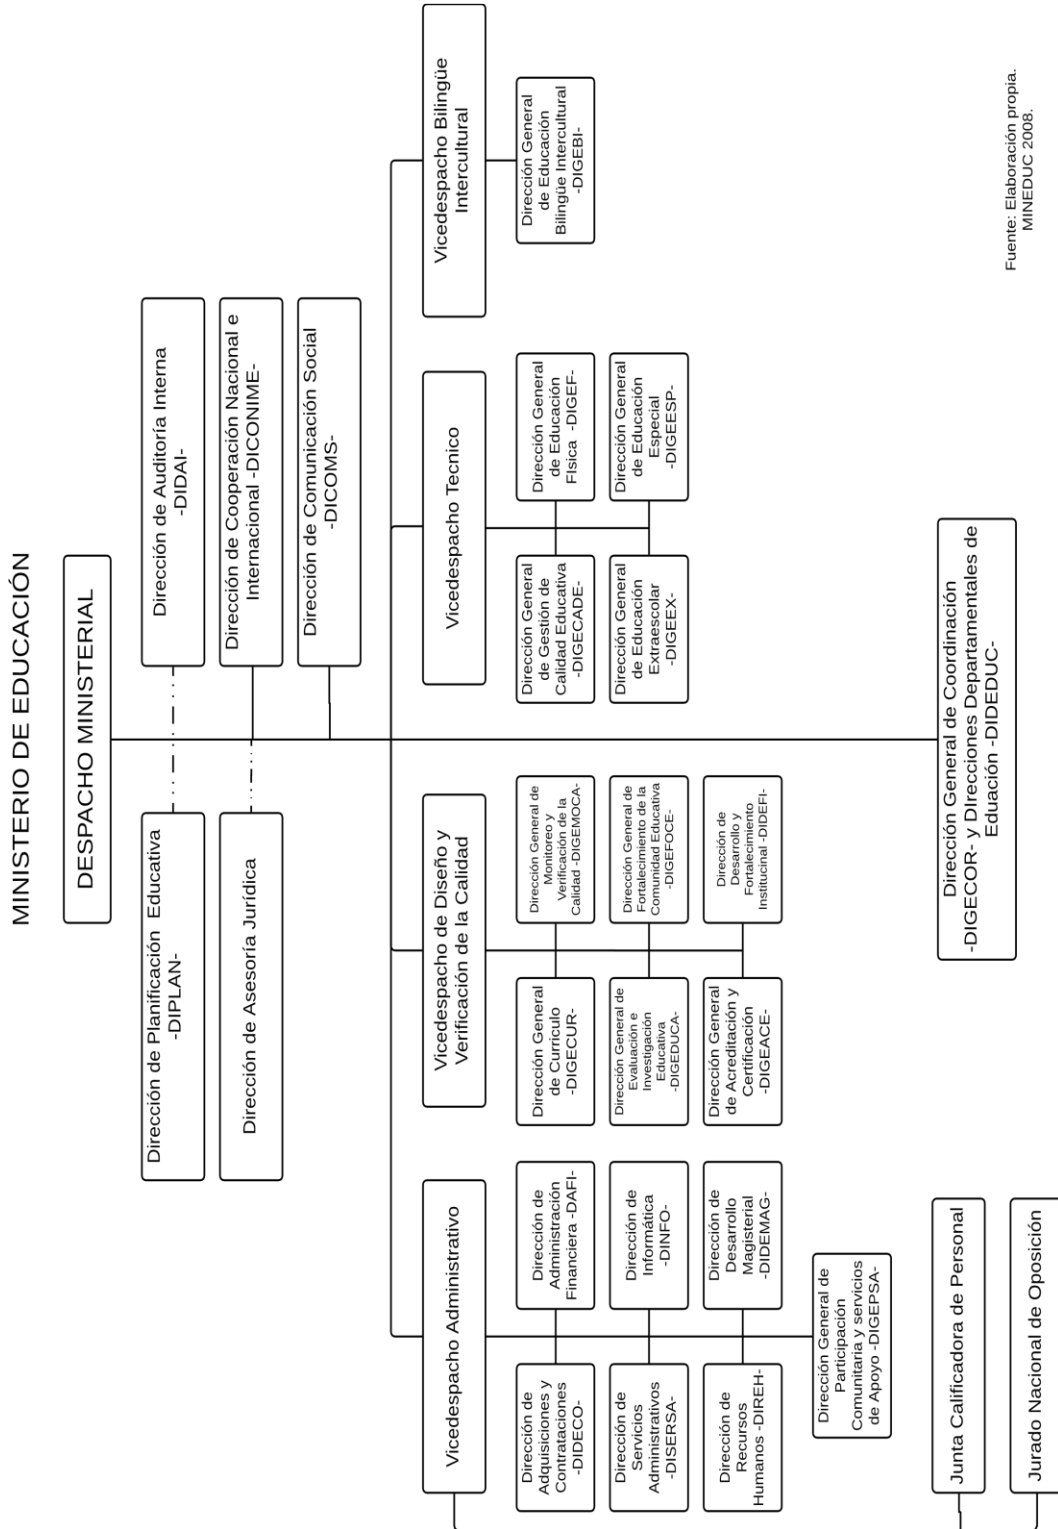 MINISTERIO DE EDUCACIÓN
DESPACHO MINISTERIAL
Dirección de Planificación Educativa
-DIPLAN-
Dirección de Auditoría Interna
-DIDAI-
Dirección de Asesoría Jurídica
Dirección de Cooperación Nacional e
Internacional -DICONIME-
Dirección de Comunicación Social
-DICOMS-
Vicedespacho Administrativo
Vicedespacho de Diseño y
Verificación de la Calidad
Vicedespacho Tecnico
Vicedespacho Bilingüe
Intercultural
Dirección de
Adquisiciones y
Contrataciones
-DIDECO-
Dirección de
Administración
Financiera -DAFI-
Dirección de
Servicios
Administrativos
-DISERSA-
Dirección de
Informática
-DINFO-
Dirección de
Recursos
Humanos -DIREH-
Dirección de
Desarrollo
Magisterial
-DIDEMAG-
Dirección General de
Participación
Comunitaria y servicios
de Apoyo -DIGEPSA-
Dirección General
de Curriculo
-DIGECUR-
Dirección General de
Monitoreo y
Verificación de la
Calidad -DIGEMOCA-
Dirección General de
Evaluación e
Investigación
Educativa
-DIGEDUCA-
Dirección General de
Fortalecimiento de la
Comunidad Educativa
-DIGEFOCE-
Dirección General
de Acreditación y
Certificación
-DIGEACE-
Dirección de
Desarrollo y
Fortalecimiento
Institucinal -DIDEFI-
Dirección General
de Gestión de
Calidad Educativa
-DIGECADE-
Dirección General
de Educación
FIsica -DIGEF-
Dirección General
de Educación
Extraescolar
-DIGEEX-
Dirección General
de Educación
Especial
-DIGEESP-
Dirección General
de Educación
Bilingüe Intercultural
-DIGEBI-
Junta Calificadora de Personal
Jurado Nacional de Oposición
Dirección General de Coordinación
-DIGECOR- y DIrecciones Departamentales de
Eduación -DIDEDUC-
Fuente: Elaboración propia.
MINEDUC 2008.